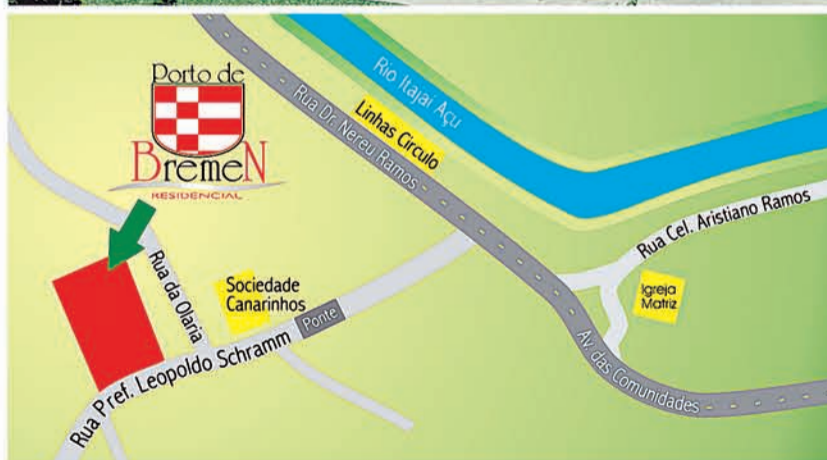 Porto de
BremeN
RESIDENCIAL
Rio Itajaí Açu
Linhas Circulo
Rua Dr. Nereu Ramos
Rua Cel. Aristiano Ramos
Rua da Olaria
Sociedade
Canarinhos
Igreja
Matriz
Ponte
Rua Pref. Leopoldo Schramm
Av. das Comunidades